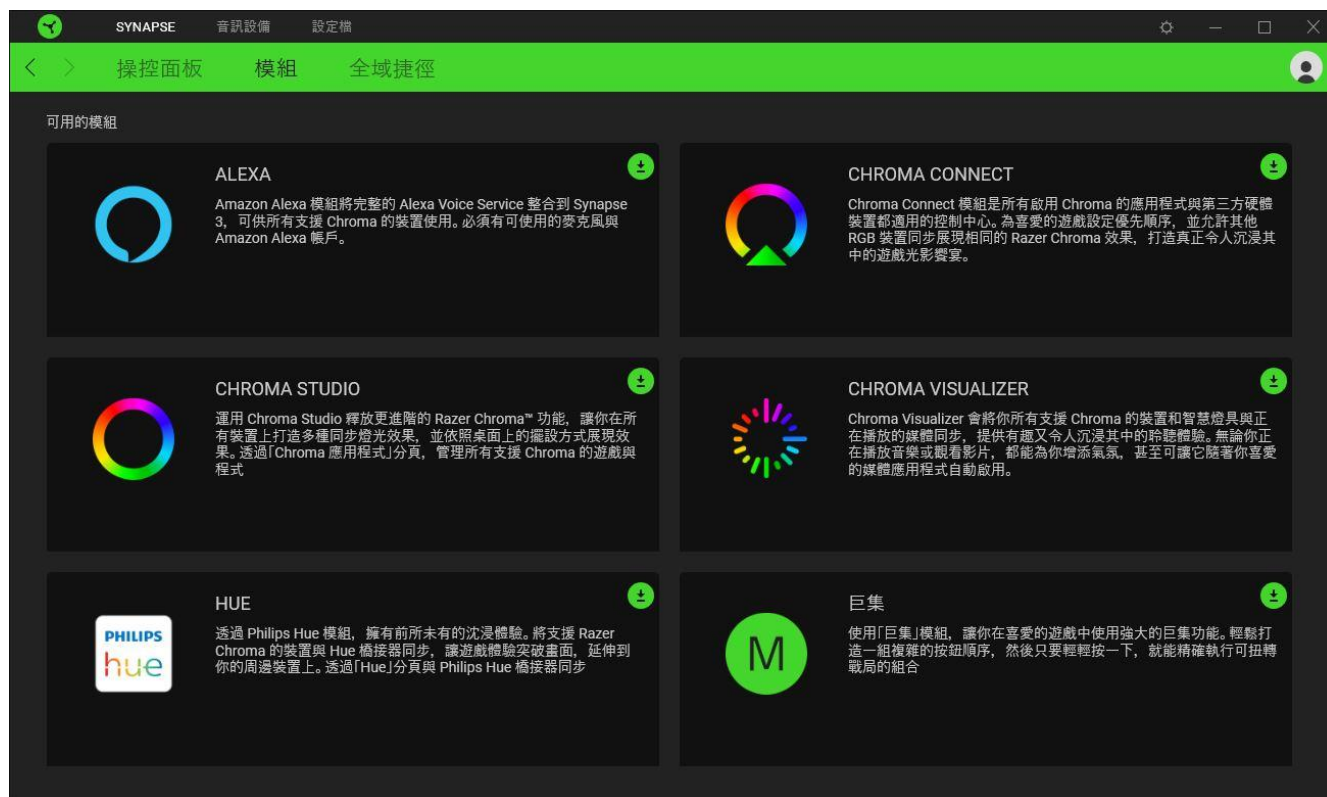 SYNAPSE 音訊設備 設定檔
操控面板 模組 全域捷徑
可用的模組
ALEXA
Amazon Alexa 模組將完整的 Alexa Voice Service 整合到 Synapse
3，可供所有支援 Chroma 的裝置使用。必須有可使用的麥克風與
Amazon Alexa 帳戶。
CHROMA CONNECT
Chroma Connect 模組是所有啟用 Chroma 的應用程式與第三方硬體
裝置都適用的控制中心。為喜愛的遊戲設定優先順序，並允許其他
RGB 裝置同步展現相同的 Razer Chroma 效果，打造真正令人沉浸其
中的遊戲光影饗宴。
CHROMA STUDIO
運用 Chroma Studio 釋放更進階的 Razer Chroma™ 功能，讓你在所
有裝置上打造多種同步燈光效果，並依照桌面上的擺設方式展現效
果。透過「Chroma 應用程式」分頁，管理所有支援 Chroma 的遊戲與
程式
CHROMA VISUALIZER
Chroma Visualizer 會將你所有支援 Chroma 的裝置和智慧燈具與正
在播放的媒體同步，提供有趣又令人沉浸其中的聆聽體驗。無論你正
在播放音樂或觀看影片，都能為你增添氣氛，甚至可讓它隨著你喜愛
的媒體應用程式自動啟用。
PHILIPS
hue
HUE
透過 Philips Hue 模組，擁有前所未有的沈浸體驗。將支援 Razer
Chroma 的裝置與 Hue 橋接器同步，讓遊戲體驗突破畫面，延伸到
你的周邊裝置上。透過「Hue」分頁與 Philips Hue 橋接器同步
M
巨集
使用「巨集」模組，讓你在喜愛的遊戲中使用強大的巨集功能。輕鬆打
造一組複雜的按鈕順序，然後只要輕輕按一下，就能精確執行可扭轉
戰局的組合